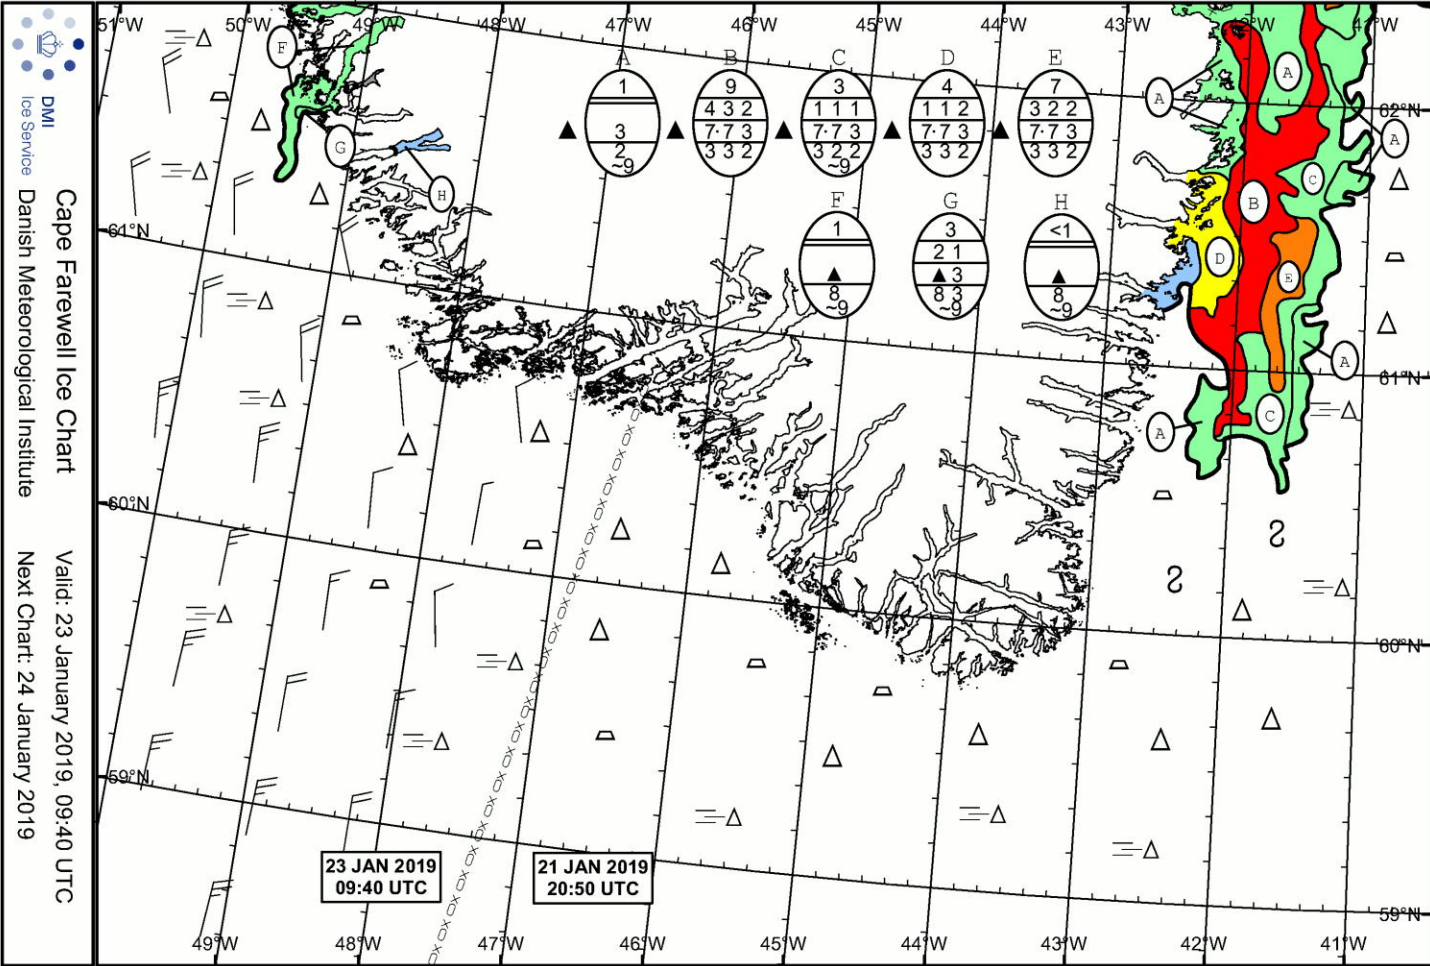 51°W 50°W 49°W 48°W 47°W 46°W 45°W 44°W 43°W 42°W 41°W
DMI
Ice Service
Cape Farewell Ice Chart
Danish Meteorological Institute
Valid: 23 January 2019, 09:40 UTC
Next Chart: 24 January 2019
A B C D E
1 9 3 4 7
4 3 2 1 1 1 1 1 2 3 2 2
3 7·7 3 7·7 3 7·7 3 7·7 3
2 3 3 2 3 2 2 3 3 2 3 3 2
~9 ~9
F G H
1 3 <1
2 1
3
8 8 3 8
~9 ~9 ~9
F
G
H
A
A
A
C
B
D
E
A
C
A
62°N
61°N
61°N
60°N
60°N
59°N
59°N
23 JAN 2019
09:40 UTC
21 JAN 2019
20:50 UTC
49°W 48°W 47°W 46°W 45°W 44°W 43°W 42°W 41°W